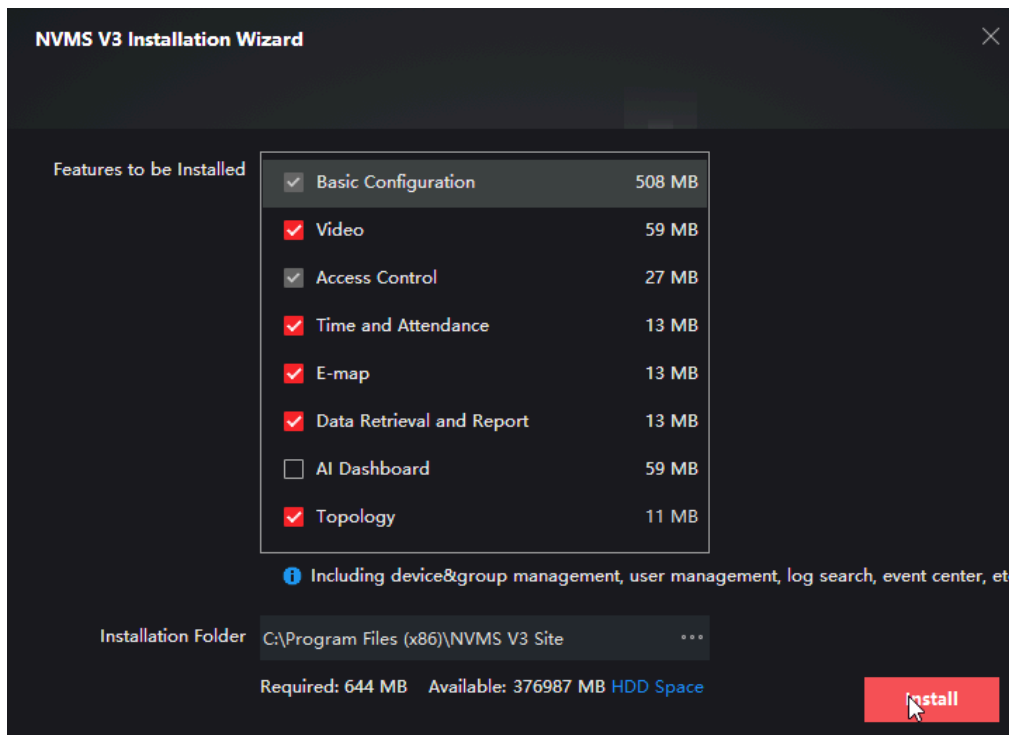 NVMS V3 Installation Wizard
Features to be Installed
Basic Configuration 508 MB
Video 59 MB
Access Control 27 MB
Time and Attendance 13 MB
E-map 13 MB
Data Retrieval and Report 13 MB
AI Dashboard 59 MB
Topology 11 MB
Including device&group management, user management, log search, event center, et
Installation Folder C:\Program Files (x86)\NVMS V3 Site
Required: 644 MB Available: 376987 MB HDD Space
Install